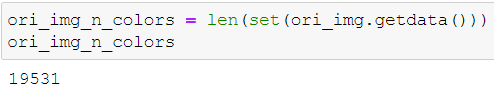 ori_img_n_colors = len(set(ori_img.getdata()))
ori_img_n_colors
19531